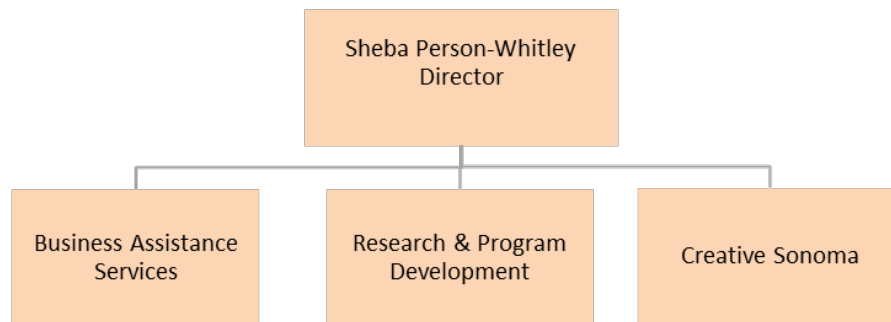 Sheba Person-Whitley
Director
Business Assistance
Services
Research & Program
Development
Creative Sonoma